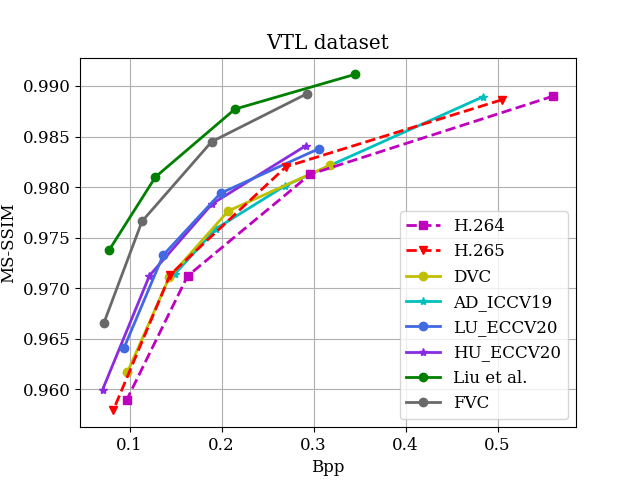 VTL dataset
0.990
0.985
0.980
0.975
0.970
0.965
0.960
MS-SSIM
0.1
0.2
0.3
0.4
0.5
Bpp
H.264
H.265
DVC
AD_ICCV19
LU_ECCV20
HU_ECCV20
Liu et al.
FVC